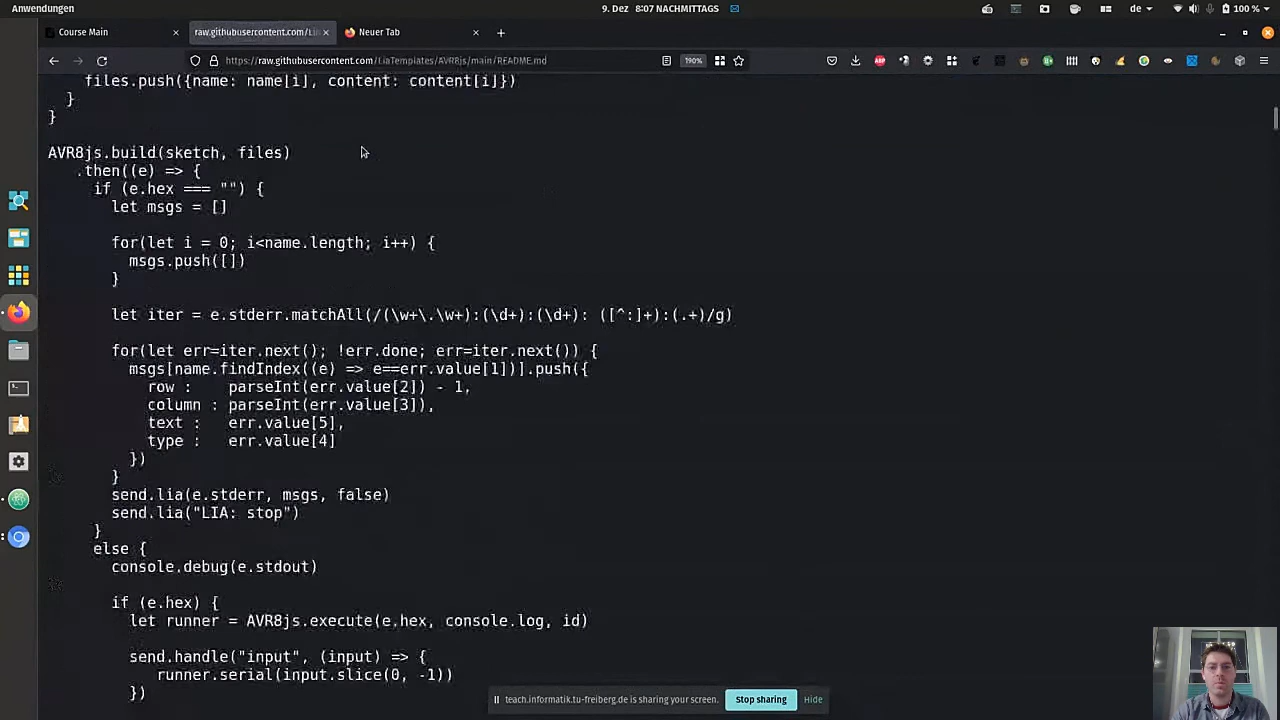 Anwendungen
9. Dez 8:07 NACHMITTAGS
de
100 %
Course Main
raw.githubusercontent.com/Li
Neuer Tab
https://raw.githubusercontent.com/LiaTemplates/AVR8js/main/README.md
190%
files.push({name: name[i], content: content[i]})
}
}
AVR8js.build(sketch, files)
.then((e) => {
if (e.hex === "") {
let msgs = []
for(let i = 0; i<name.length; i++) {
msgs.push([])
}
let iter = e.stderr.matchAll(/(\w+\.\w+):(\d+):(\d+): ([^:]+):(.+)/g)
for(let err=iter.next(); !err.done; err=iter.next()) {
msgs[name.findIndex((e) => e==err.value[1])].push({
row : parseInt(err.value[2]) - 1,
column : parseInt(err.value[3]),
text : err.value[5],
type : err.value[4]
})
}
send.lia(e.stderr, msgs, false)
send.lia("LIA: stop")
}
else {
console.debug(e.stdout)
if (e.hex) {
let runner = AVR8js.execute(e.hex, console.log, id)
send.handle("input", (input) => {
runner.serial(input.slice(0, -1))
})
teach.informatik.tu-freiberg.de is sharing your screen.
Stop sharing
Hide